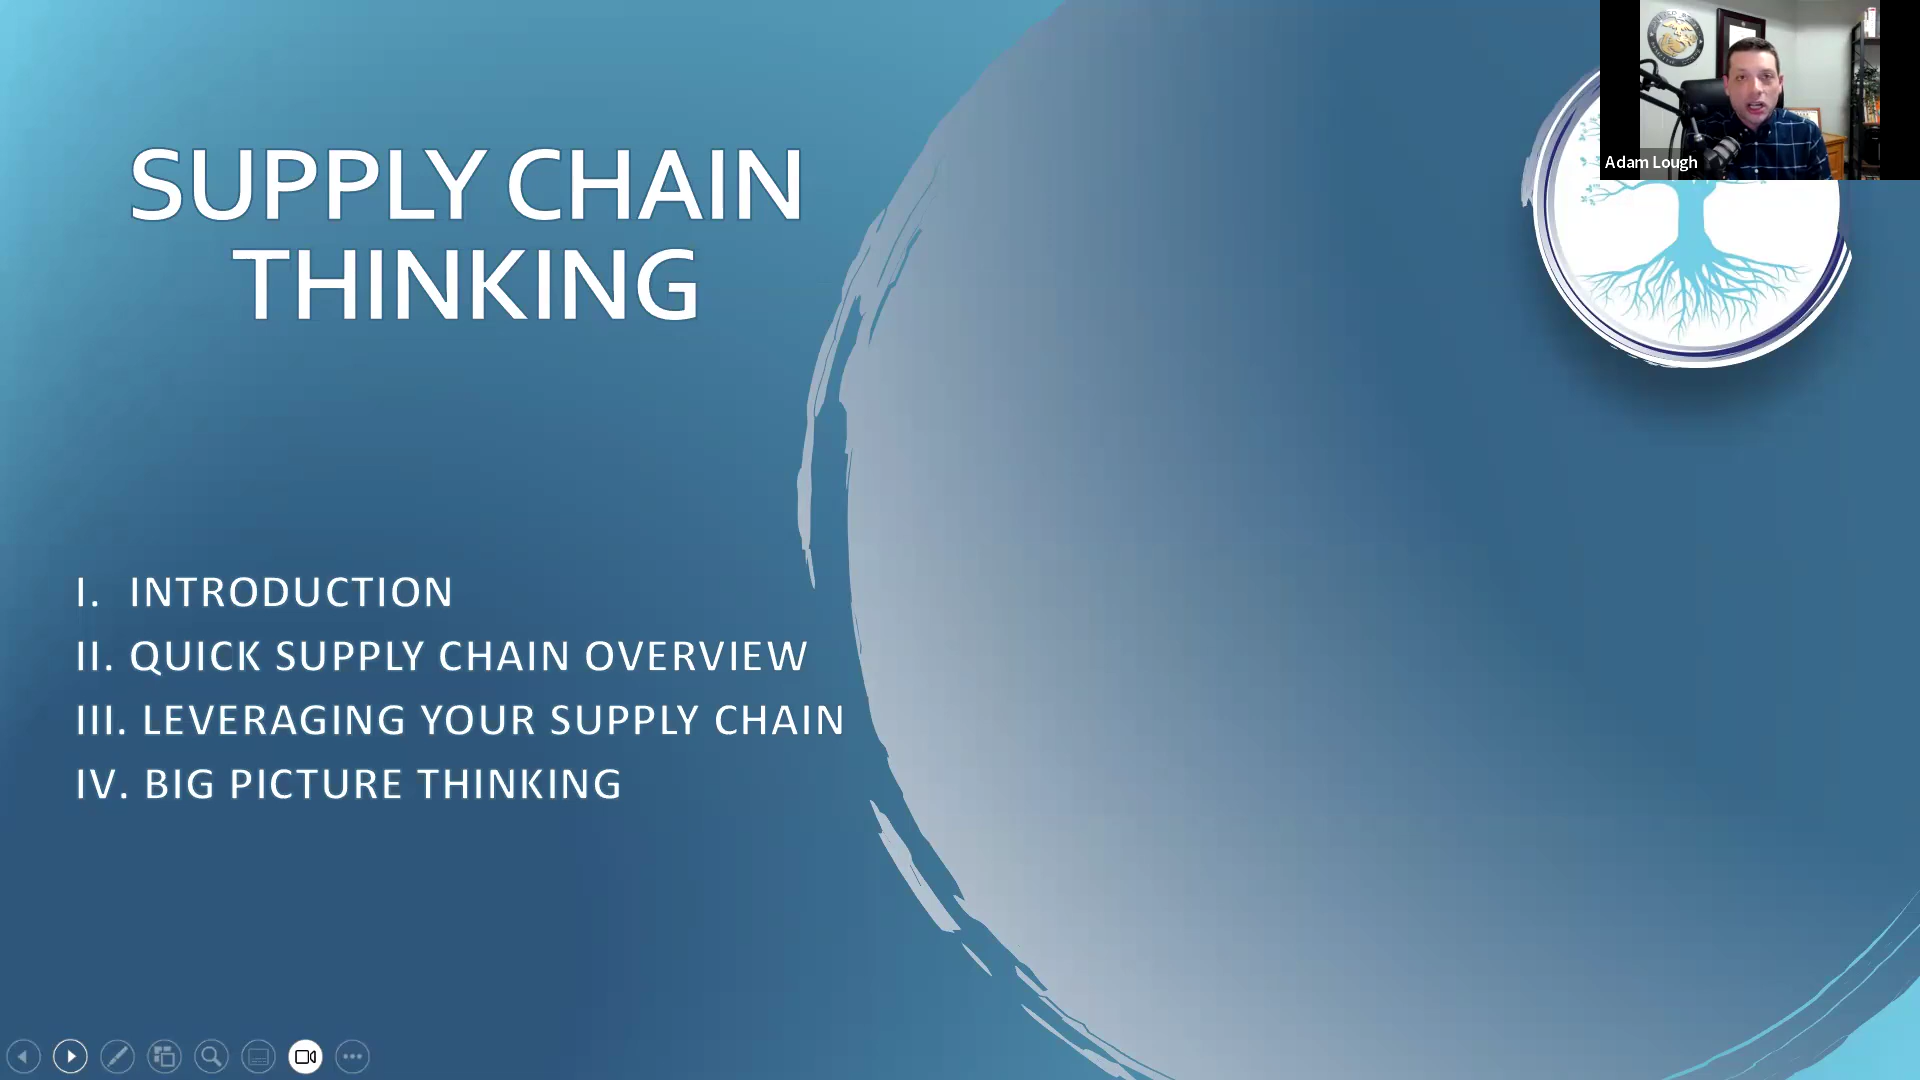 SUPPLY CHAIN
THINKING
I. INTRODUCTION
II. QUICK SUPPLY CHAIN OVERVIEW
III. LEVERAGING YOUR SUPPLY CHAIN
IV. BIG PICTURE THINKING
Adam Lough